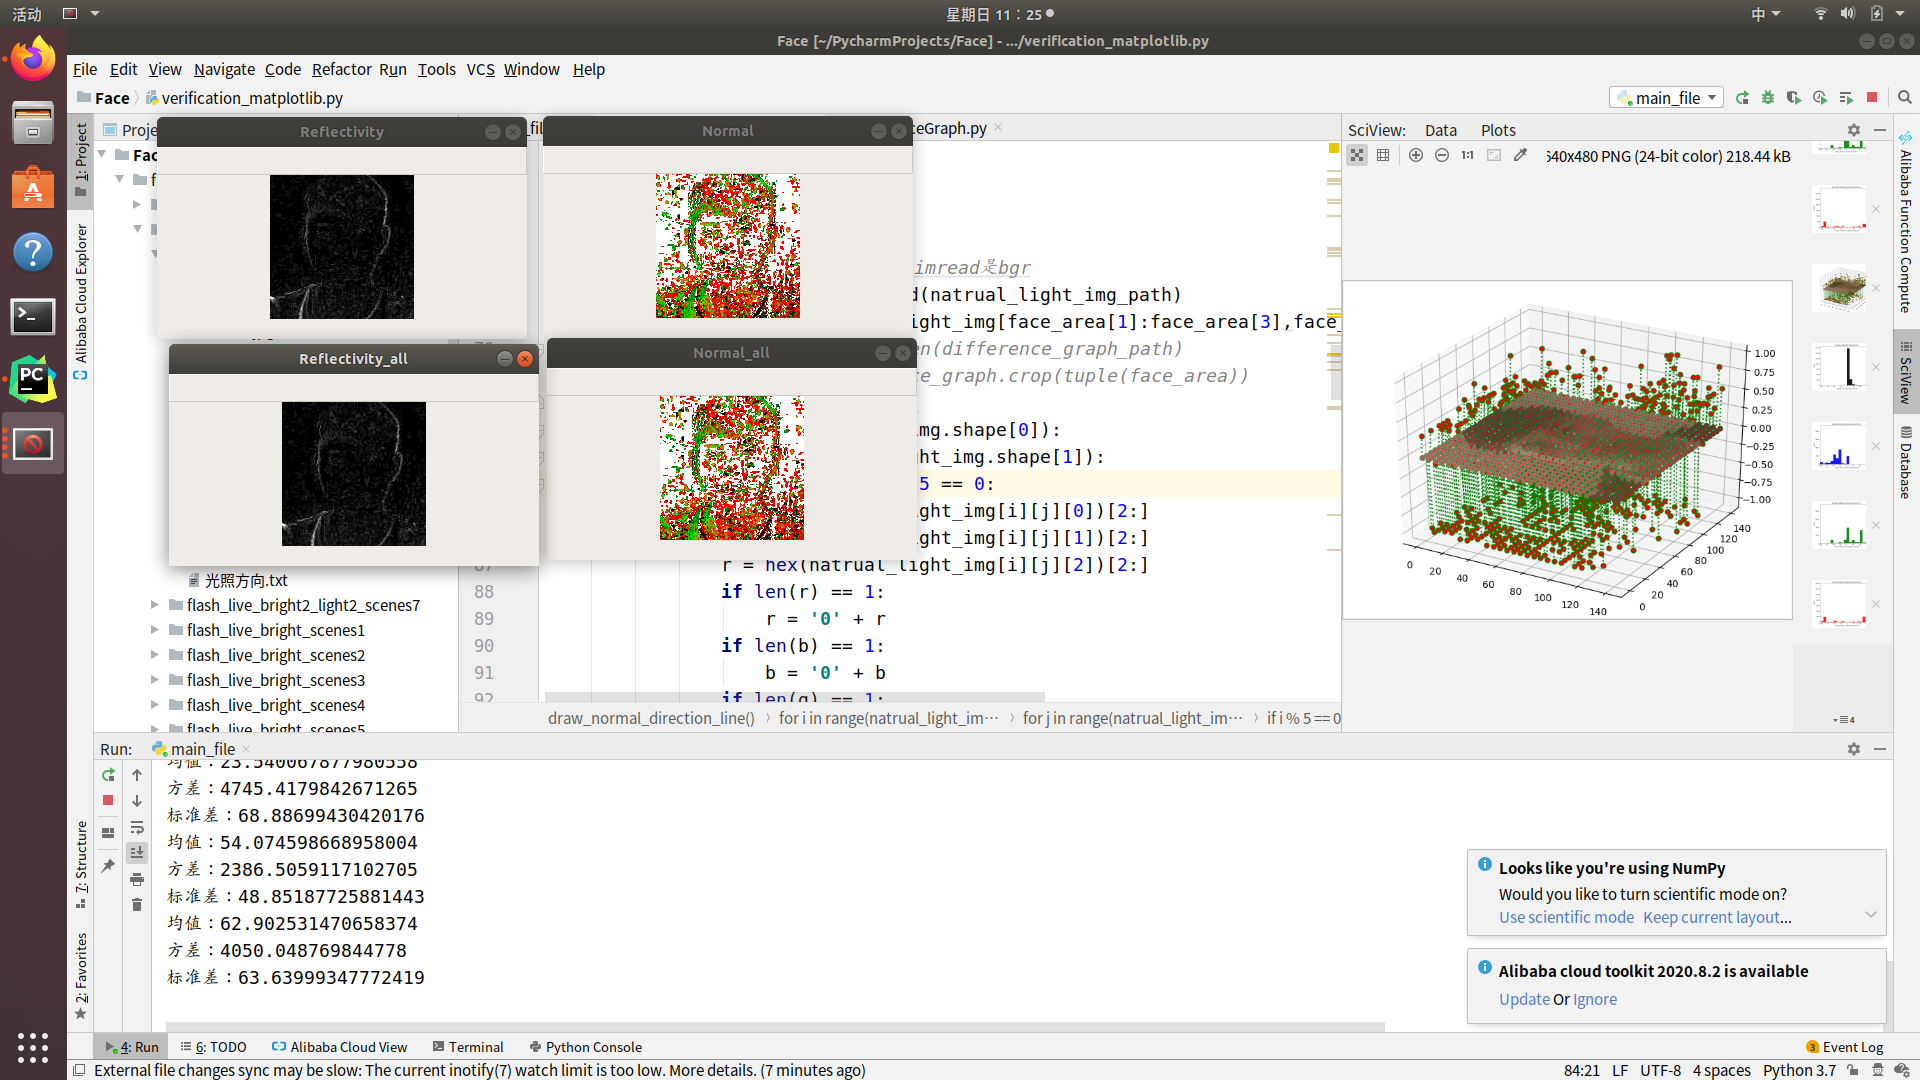 活动
星期日 11：25
中
Face [~/PycharmProjects/Face] - .../verification_matplotlib.py
File Edit View Navigate Code Refactor Run Tools VCS Window Help
Face verification_matplotlib.py
main_file
1: Project
Alibaba Cloud Explorer
7: Structure
2: Favorites
Reflectivity
Normal
Reflectivity_all
Normal_all
eGraph.py
imread是bgr
d(natrual_light_img_path)
ight_img[face_area[1]:face_area[3],face_
en(difference_graph_path)
ce_graph.crop(tuple(face_area))
mg.shape[0]):
ht_img.shape[1]):
5 == 0:
ht_img[i][j][0])[2:]
ht_img[i][j][1])[2:]
r = hex(natrual_light_img[i][j][2])[2:]
88 if len(r) == 1:
89 r = '0' + r
90 if len(b) == 1:
91 b = '0' + b
92 if len(g) == 1:
draw_normal_direction_line() › for i in range(natrual_light_im··· › for j in range(natrual_light_im··· › if i % 5 == 0
光照方向.txt
flash_live_bright2_light2_scenes7
flash_live_bright_scenes1
flash_live_bright_scenes2
flash_live_bright_scenes3
flash_live_bright_scenes4
flash_live_bright_scenes5
SciView: Data Plots
1:1
540x480 PNG (24-bit color) 218.44 kB
1.00
0.75
0.50
0.25
0.00
−0.25
−0.50
−0.75
−1.00
0 20 40 60 80 100 120 140
0 20 40 60 80 100 120 140
4
Alibaba Function Compute
SciView
Database
Run: main_file
均值：23.540067877980558
方差：4745.4179842671265
标准差：68.88699430420176
均值：54.074598668958004
方差：2386.5059117102705
标准差：48.85187725881443
均值：62.902531470658374
方差：4050.048769844778
标准差：63.63999347772419
Looks like you're using NumPy
Would you like to turn scientific mode on?
Use scientific mode Keep current layout...
Alibaba cloud toolkit 2020.8.2 is available
Update Or Ignore
4: Run 6: TODO Alibaba Cloud View Terminal Python Console
3 Event Log
External file changes sync may be slow: The current inotify(7) watch limit is too low. More details. (7 minutes ago)
84:21 LF UTF-8 4 spaces Python 3.7